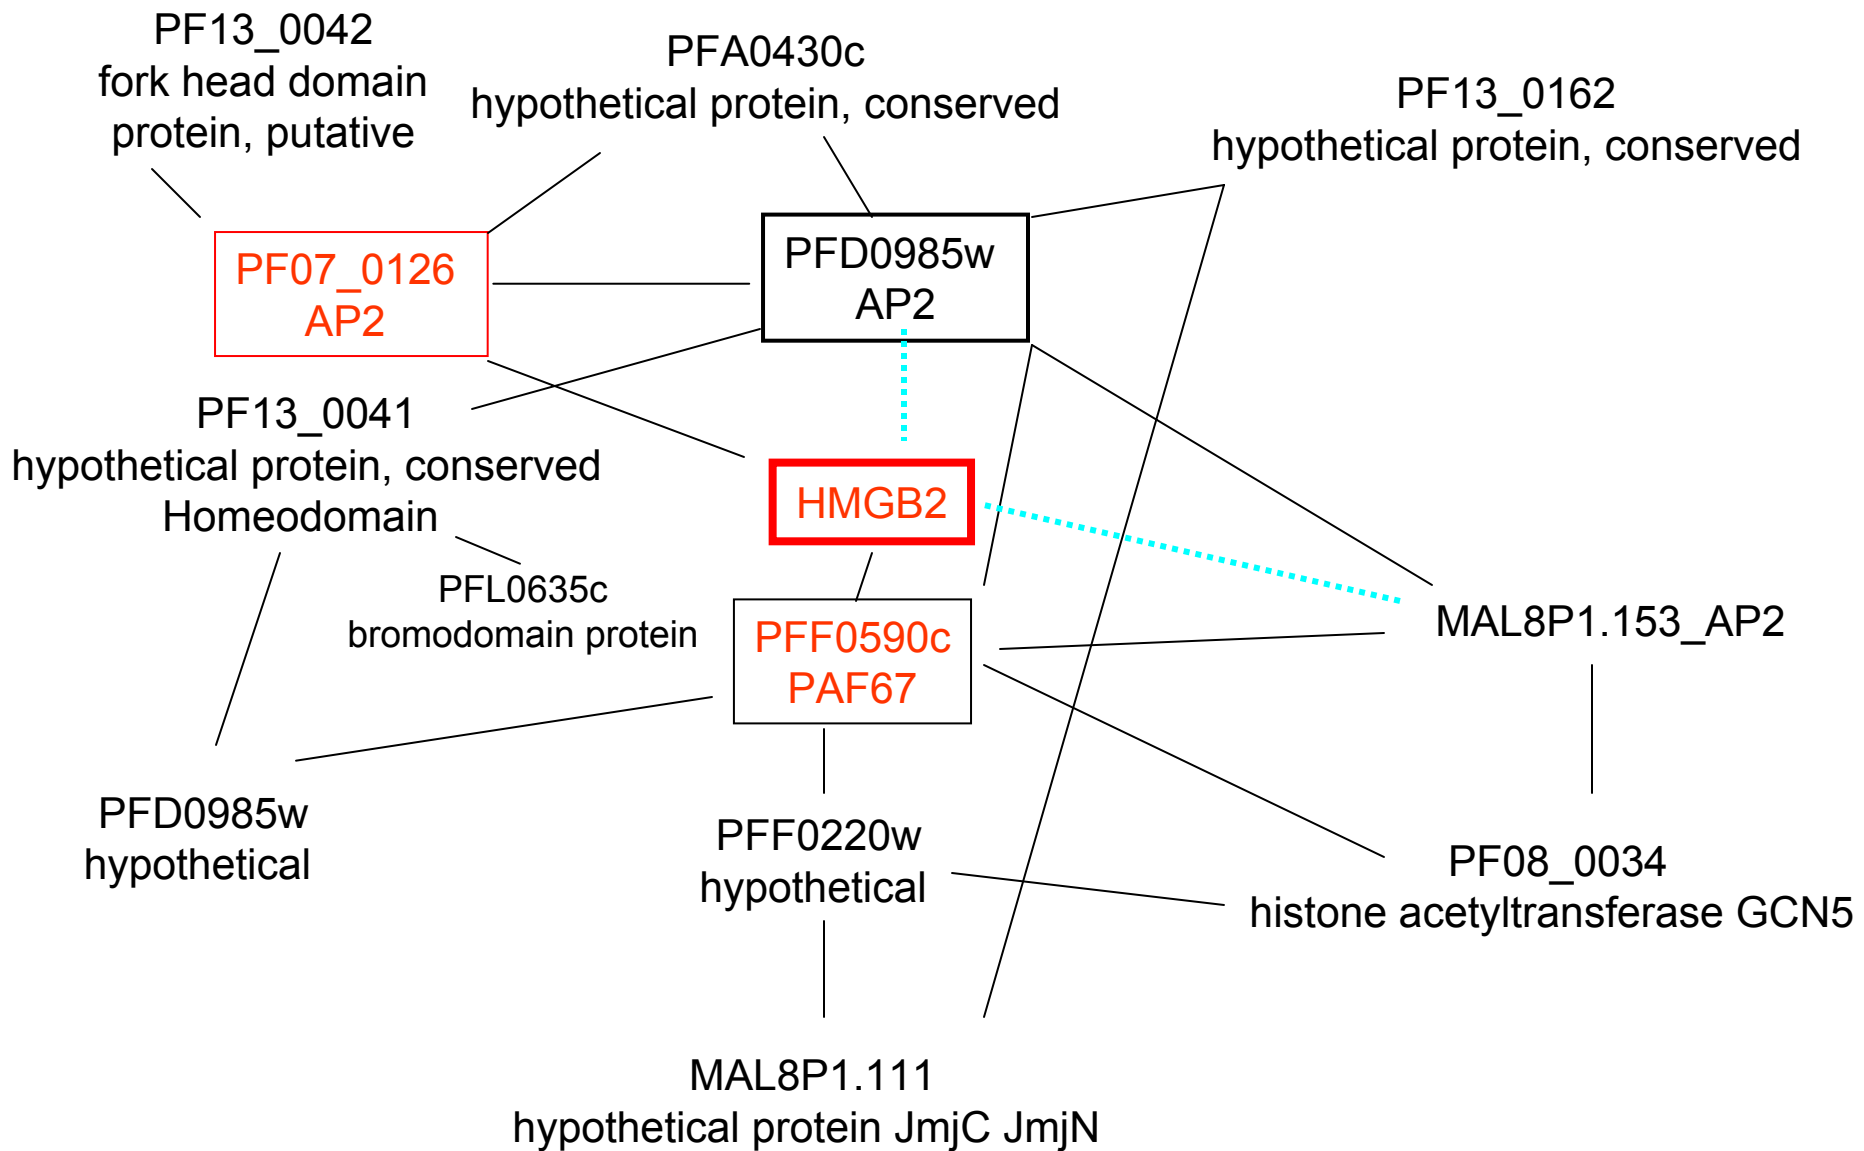 PF13_0042
fork head domain
protein, putative
PFA0430c
hypothetical protein, conserved
PF13_0162
hypothetical protein, conserved
PF07_0126
AP2
PFD0985w
AP2
PF13_0041
hypothetical protein, conserved
Homeodomain
HMGB2
PFL0635c
bromodomain protein
PFF0590c
PAF67
MAL8P1.153_AP2
PFD0985w
hypothetical
PFF0220w
hypothetical
PF08_0034
histone acetyltransferase GCN5
MAL8P1.111
hypothetical protein JmjC JmjN